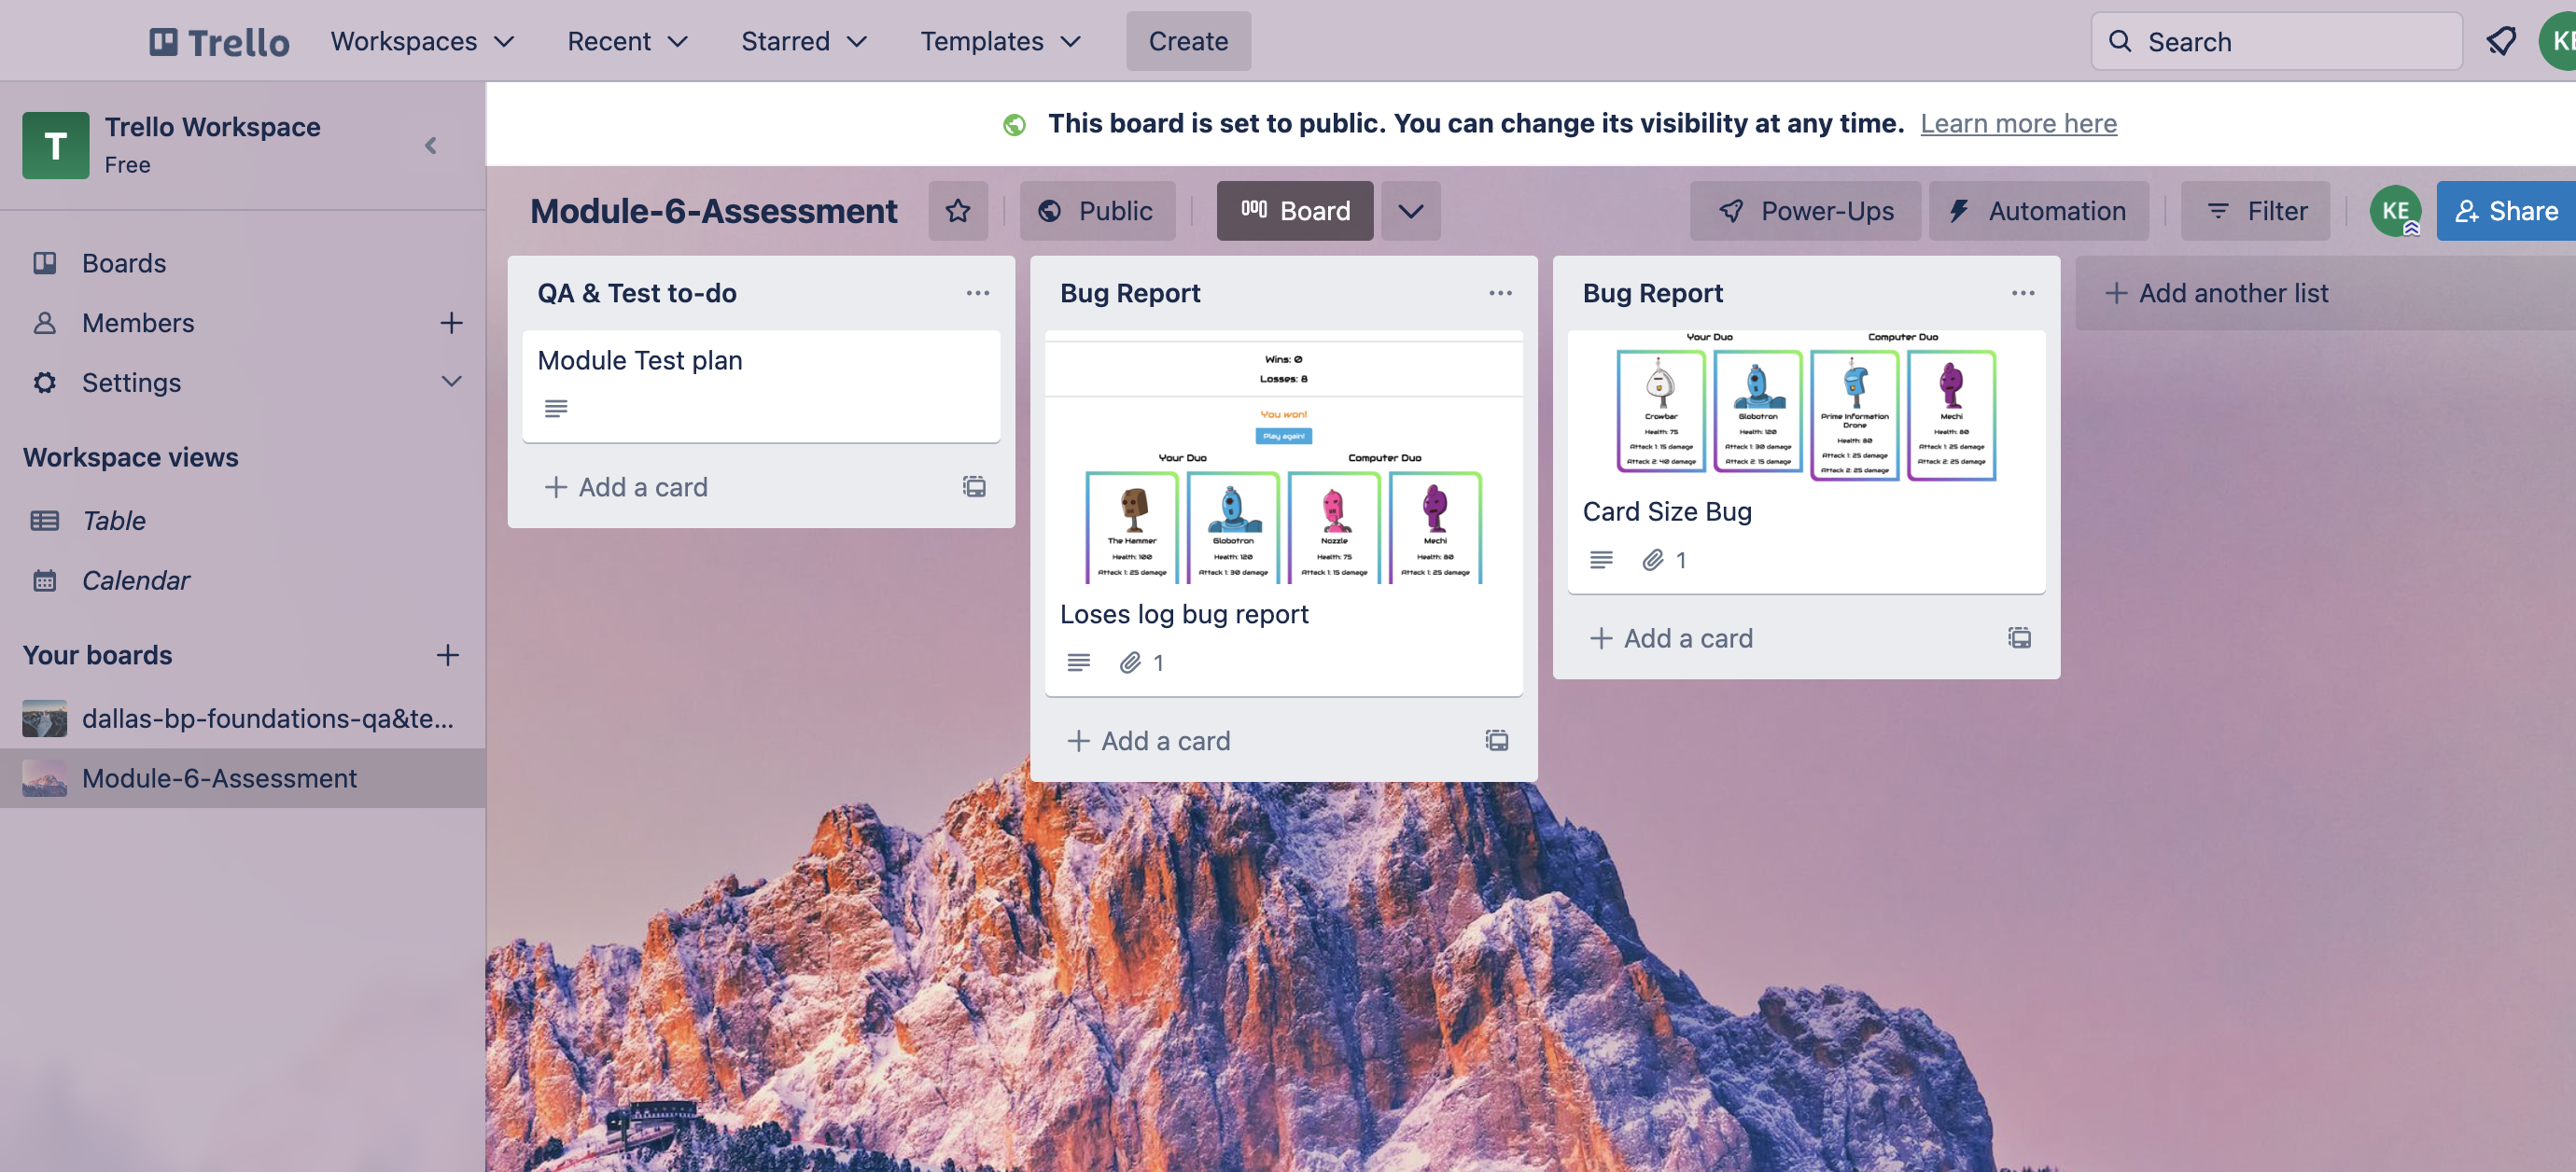 Trello
Workspaces
Recent
Starred
Templates
Create
Search
KE
T
Trello Workspace
Free
This board is set to public. You can change its visibility at any time. Learn more here
Module-6-Assessment
Public
Board
Power-Ups
Automation
Filter
KE
Share
Boards
Members
Settings
Workspace views
Table
Calendar
Your boards
dallas-bp-foundations-qa&te...
Module-6-Assessment
QA & Test to-do
Module Test plan
Add a card
Bug Report
Wins: 0
Losses: 8
You won!
Play again!
Your Duo
Computer Duo
The Hammer
Health: 100
Attack 1: 25 damage
Globotron
Health: 120
Attack 1: 30 damage
Nozzle
Health: 75
Attack 1: 15 damage
Mechi
Health: 80
Attack 1: 25 damage
Loses log bug report
1
Add a card
Bug Report
Your Duo
Computer Duo
Crowbar
Health: 75
Attack 1: 15 damage
Attack 2: 40 damage
Globotron
Health: 120
Attack 1: 30 damage
Attack 2: 15 damage
Prime Information
Drone
Health: 80
Attack 1: 25 damage
Attack 2: 25 damage
Mechi
Health: 80
Attack 1: 25 damage
Attack 2: 25 damage
Card Size Bug
1
Add a card
Add another list